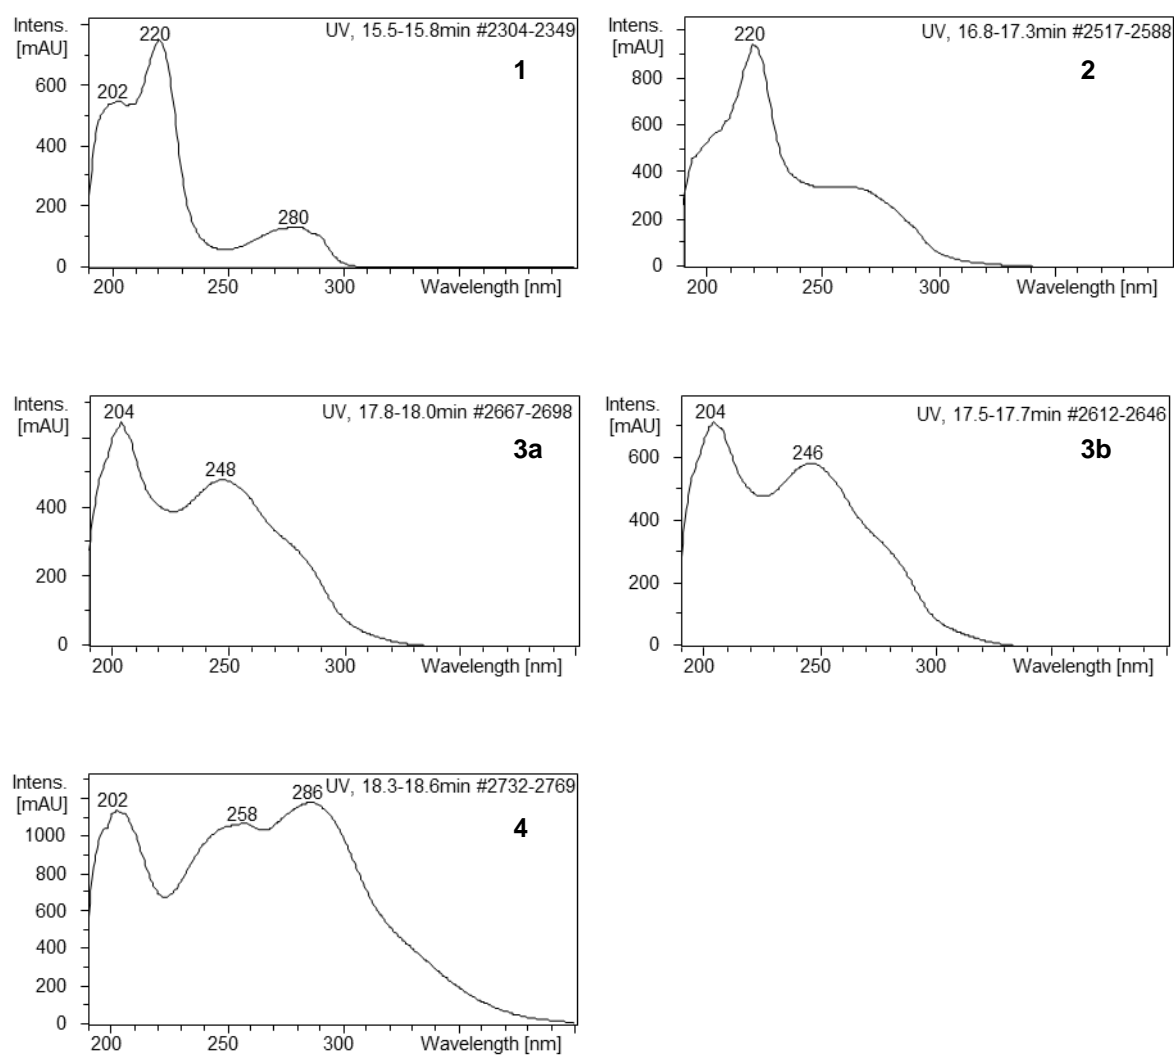 Intens.
[mAU]
UV, 15.5-15.8min #2304-2349
1
220
202
280
600
400
200
0
200
250
300
Wavelength [nm]
Intens.
[mAU]
UV, 16.8-17.3min #2517-2588
2
220
800
600
400
200
0
200
250
300
Wavelength [nm]
Intens.
[mAU]
UV, 17.8-18.0min #2667-2698
3a
204
248
400
200
0
200
250
300
Wavelength [nm]
Intens.
[mAU]
UV, 17.5-17.7min #2612-2646
3b
204
246
600
400
200
0
200
250
300
Wavelength [nm]
Intens.
[mAU]
UV, 18.3-18.6min #2732-2769
4
202
258
286
1000
800
600
400
200
0
200
250
300
Wavelength [nm]